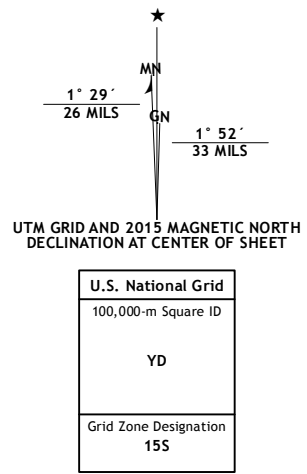 MN
1° 29´
26 MILS
GN
1° 52´
33 MILS
UTM GRID AND 2015 MAGNETIC NORTH
DECLINATION AT CENTER OF SHEET
U.S. National Grid
100,000-m Square ID
YD
Grid Zone Designation
15S